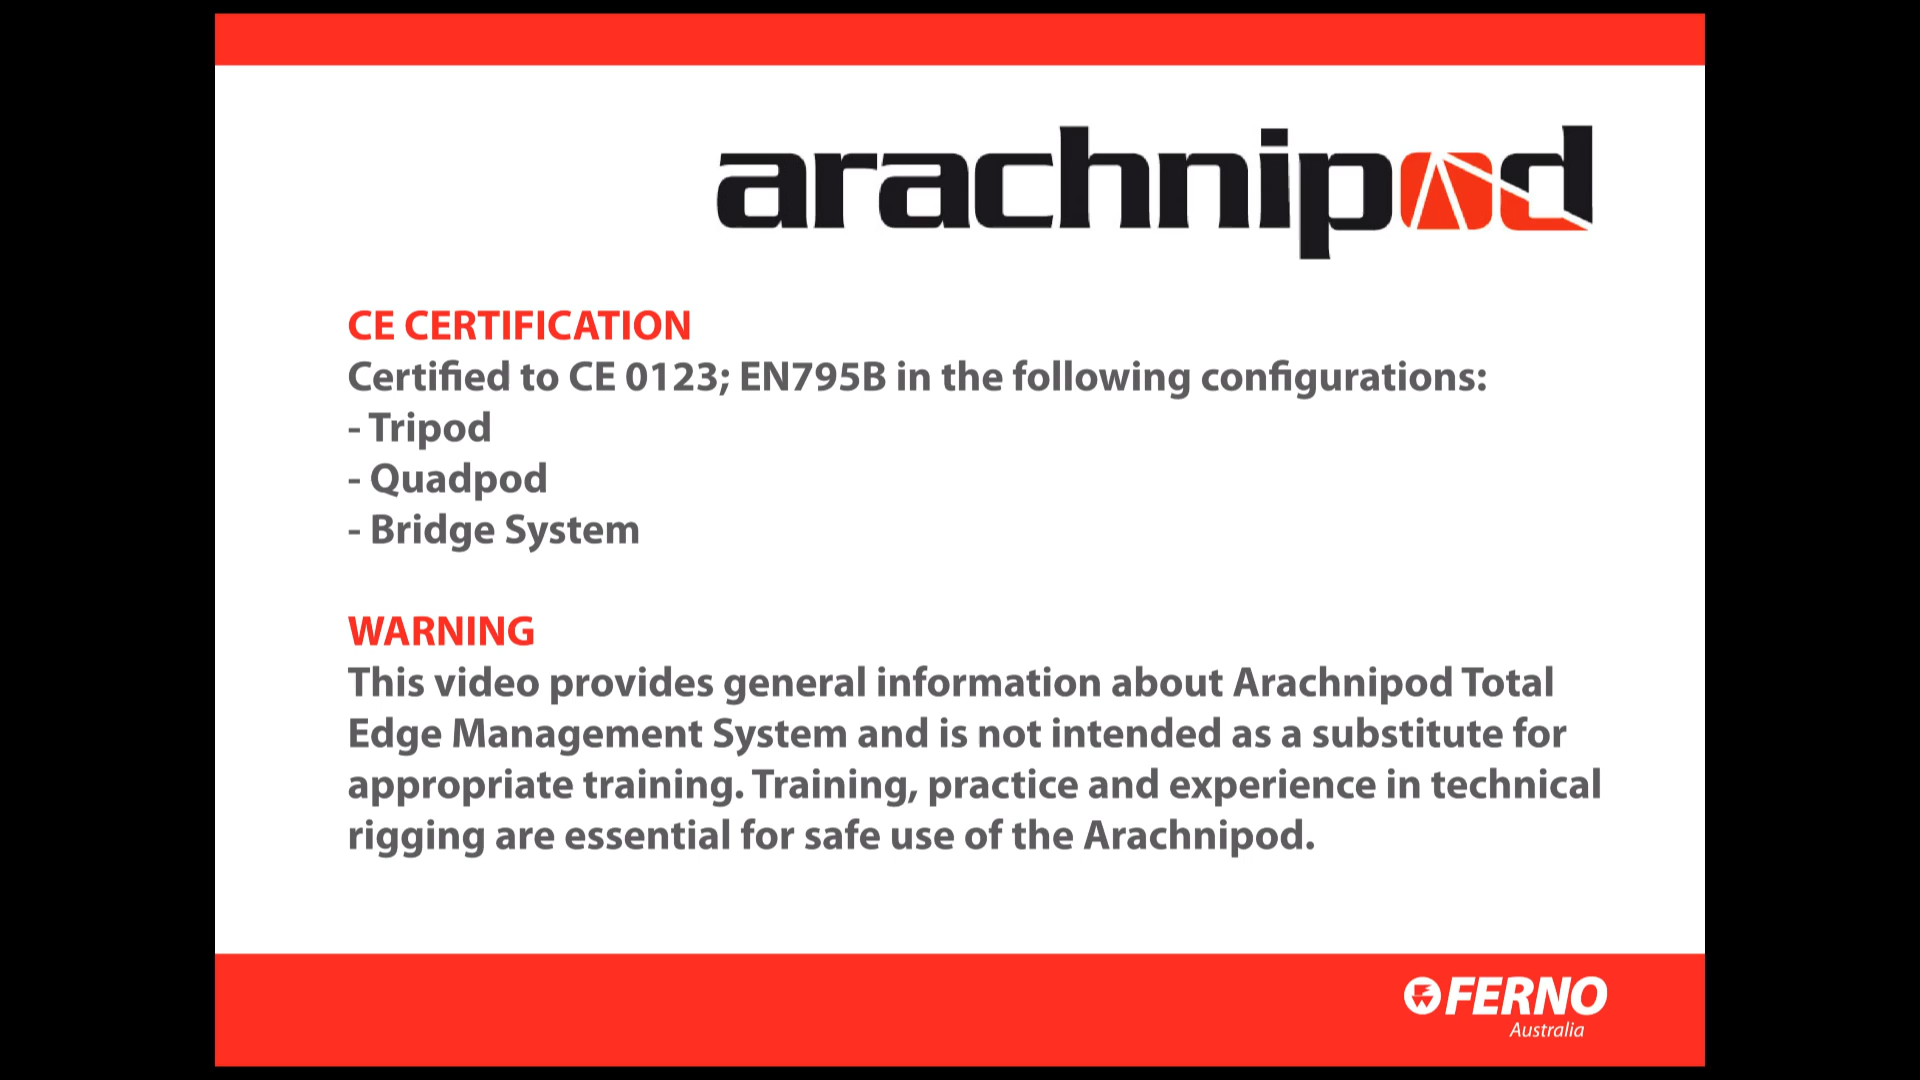 arachnipod
CE CERTIFICATION
Certified to CE 0123; EN795B in the following configurations:
- Tripod
- Quadpod
- Bridge System
WARNING
This video provides general information about Arachnipod Total
Edge Management System and is not intended as a substitute for
appropriate training. Training, practice and experience in technical
rigging are essential for safe use of the Arachnipod.
FERNO
Australia